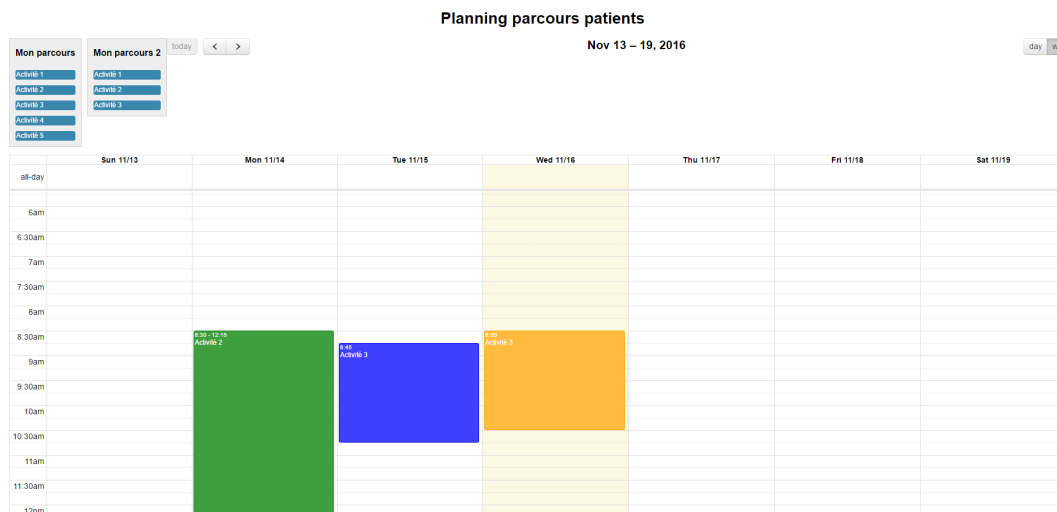 Planning parcours patients
Mon parcours
Activité 1
Activité 2
Activité 3
Activité 4
Activité 5
Mon parcours 2
Activité 1
Activité 2
Activité 3
today
Nov 13 – 19, 2016
day
Sun 11/13 Mon 11/14 Tue 11/15 Wed 11/16 Thu 11/17 Fri 11/18 Sat 11/19
all-day
6am
6:30am
7am
7:30am
8am
8:30am
8:30 - 12:15
Activité 2
8:45
Activité 3
8:30
Activité 3
9am
9:30am
10am
10:30am
11am
11:30am
12pm